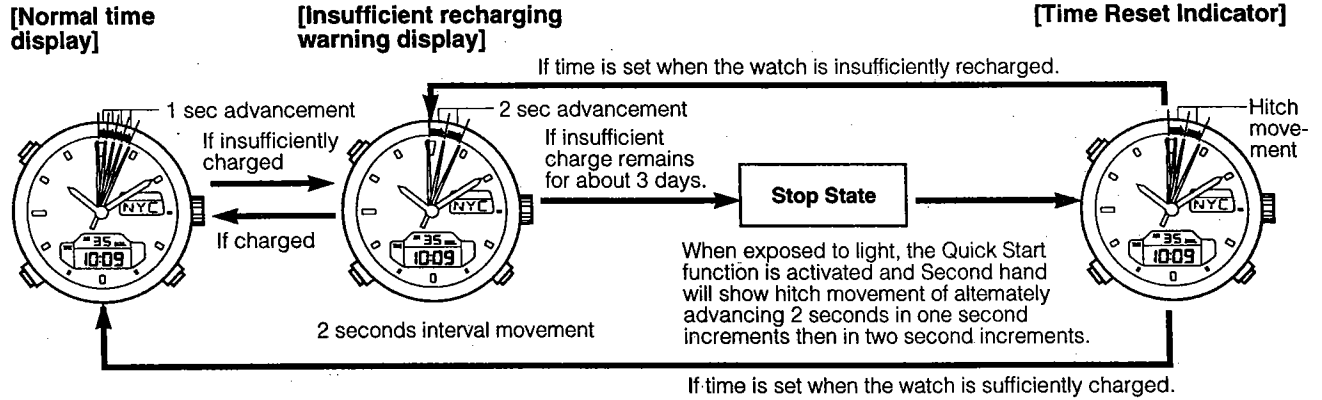 [Normal time
display]
[Insufficient recharging
warning display]
[Time Reset Indicator]
If time is set when the watch is insufficiently recharged.
1 sec advancement
If insufficiently
charged
If charged
2 sec advancement
If insufficient
charge remains
for about 3 days.
Stop State
Hitch
move-
ment
NYC
35
10:09
NYC
35
10:09
NYC
35
10:09
When exposed to light, the Quick Start
function is activated and Second hand
will show hitch movement of alternately
advancing 2 seconds in one second
increments then in two second increments.
2 seconds interval movement
If time is set when the watch is sufficiently charged.